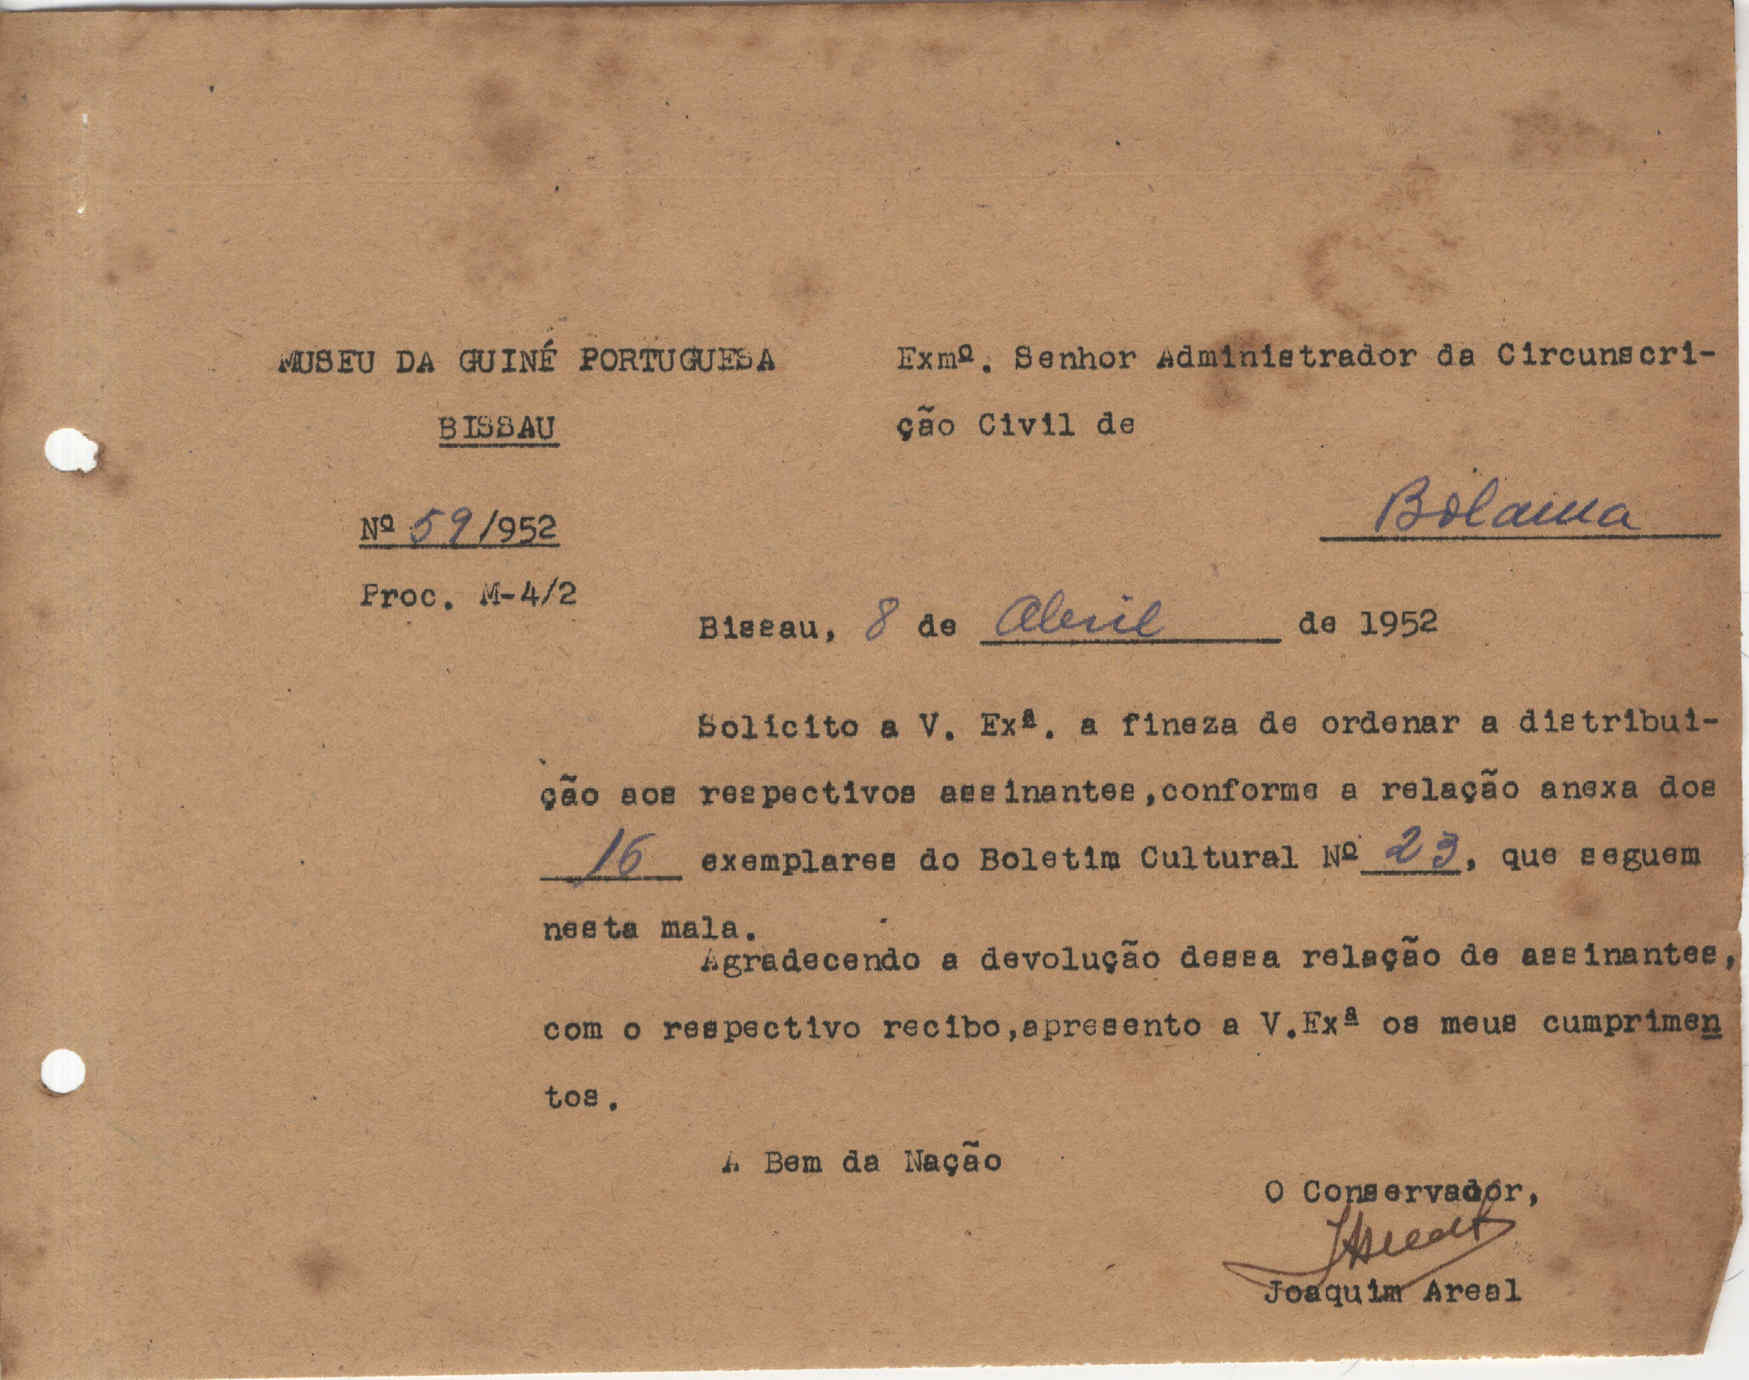 MUSEU DA GUINÉ PORTUGUESA
BISSAU
Nº 59/952
Proc. M-4/2
Exmº. Senhor Administrador da Circunscri-
ção Civil de
Bolama
Bissau, 8 de Abril de 1952
Solicito a V. Exª. a fineza de ordenar a distribui-
ção aos respectivos assinantes,conforme a relação anexa dos
16 exemplares do Boletim Cultural Nº 23, que seguem
nesta mala.
Agradecendo a devolução dessa relação de assinantes,
com o respectivo recibo,apresento a V.Exª os meus cumprimen
tos.
A Bem da Nação
O Conservador,
Joaquim Areal